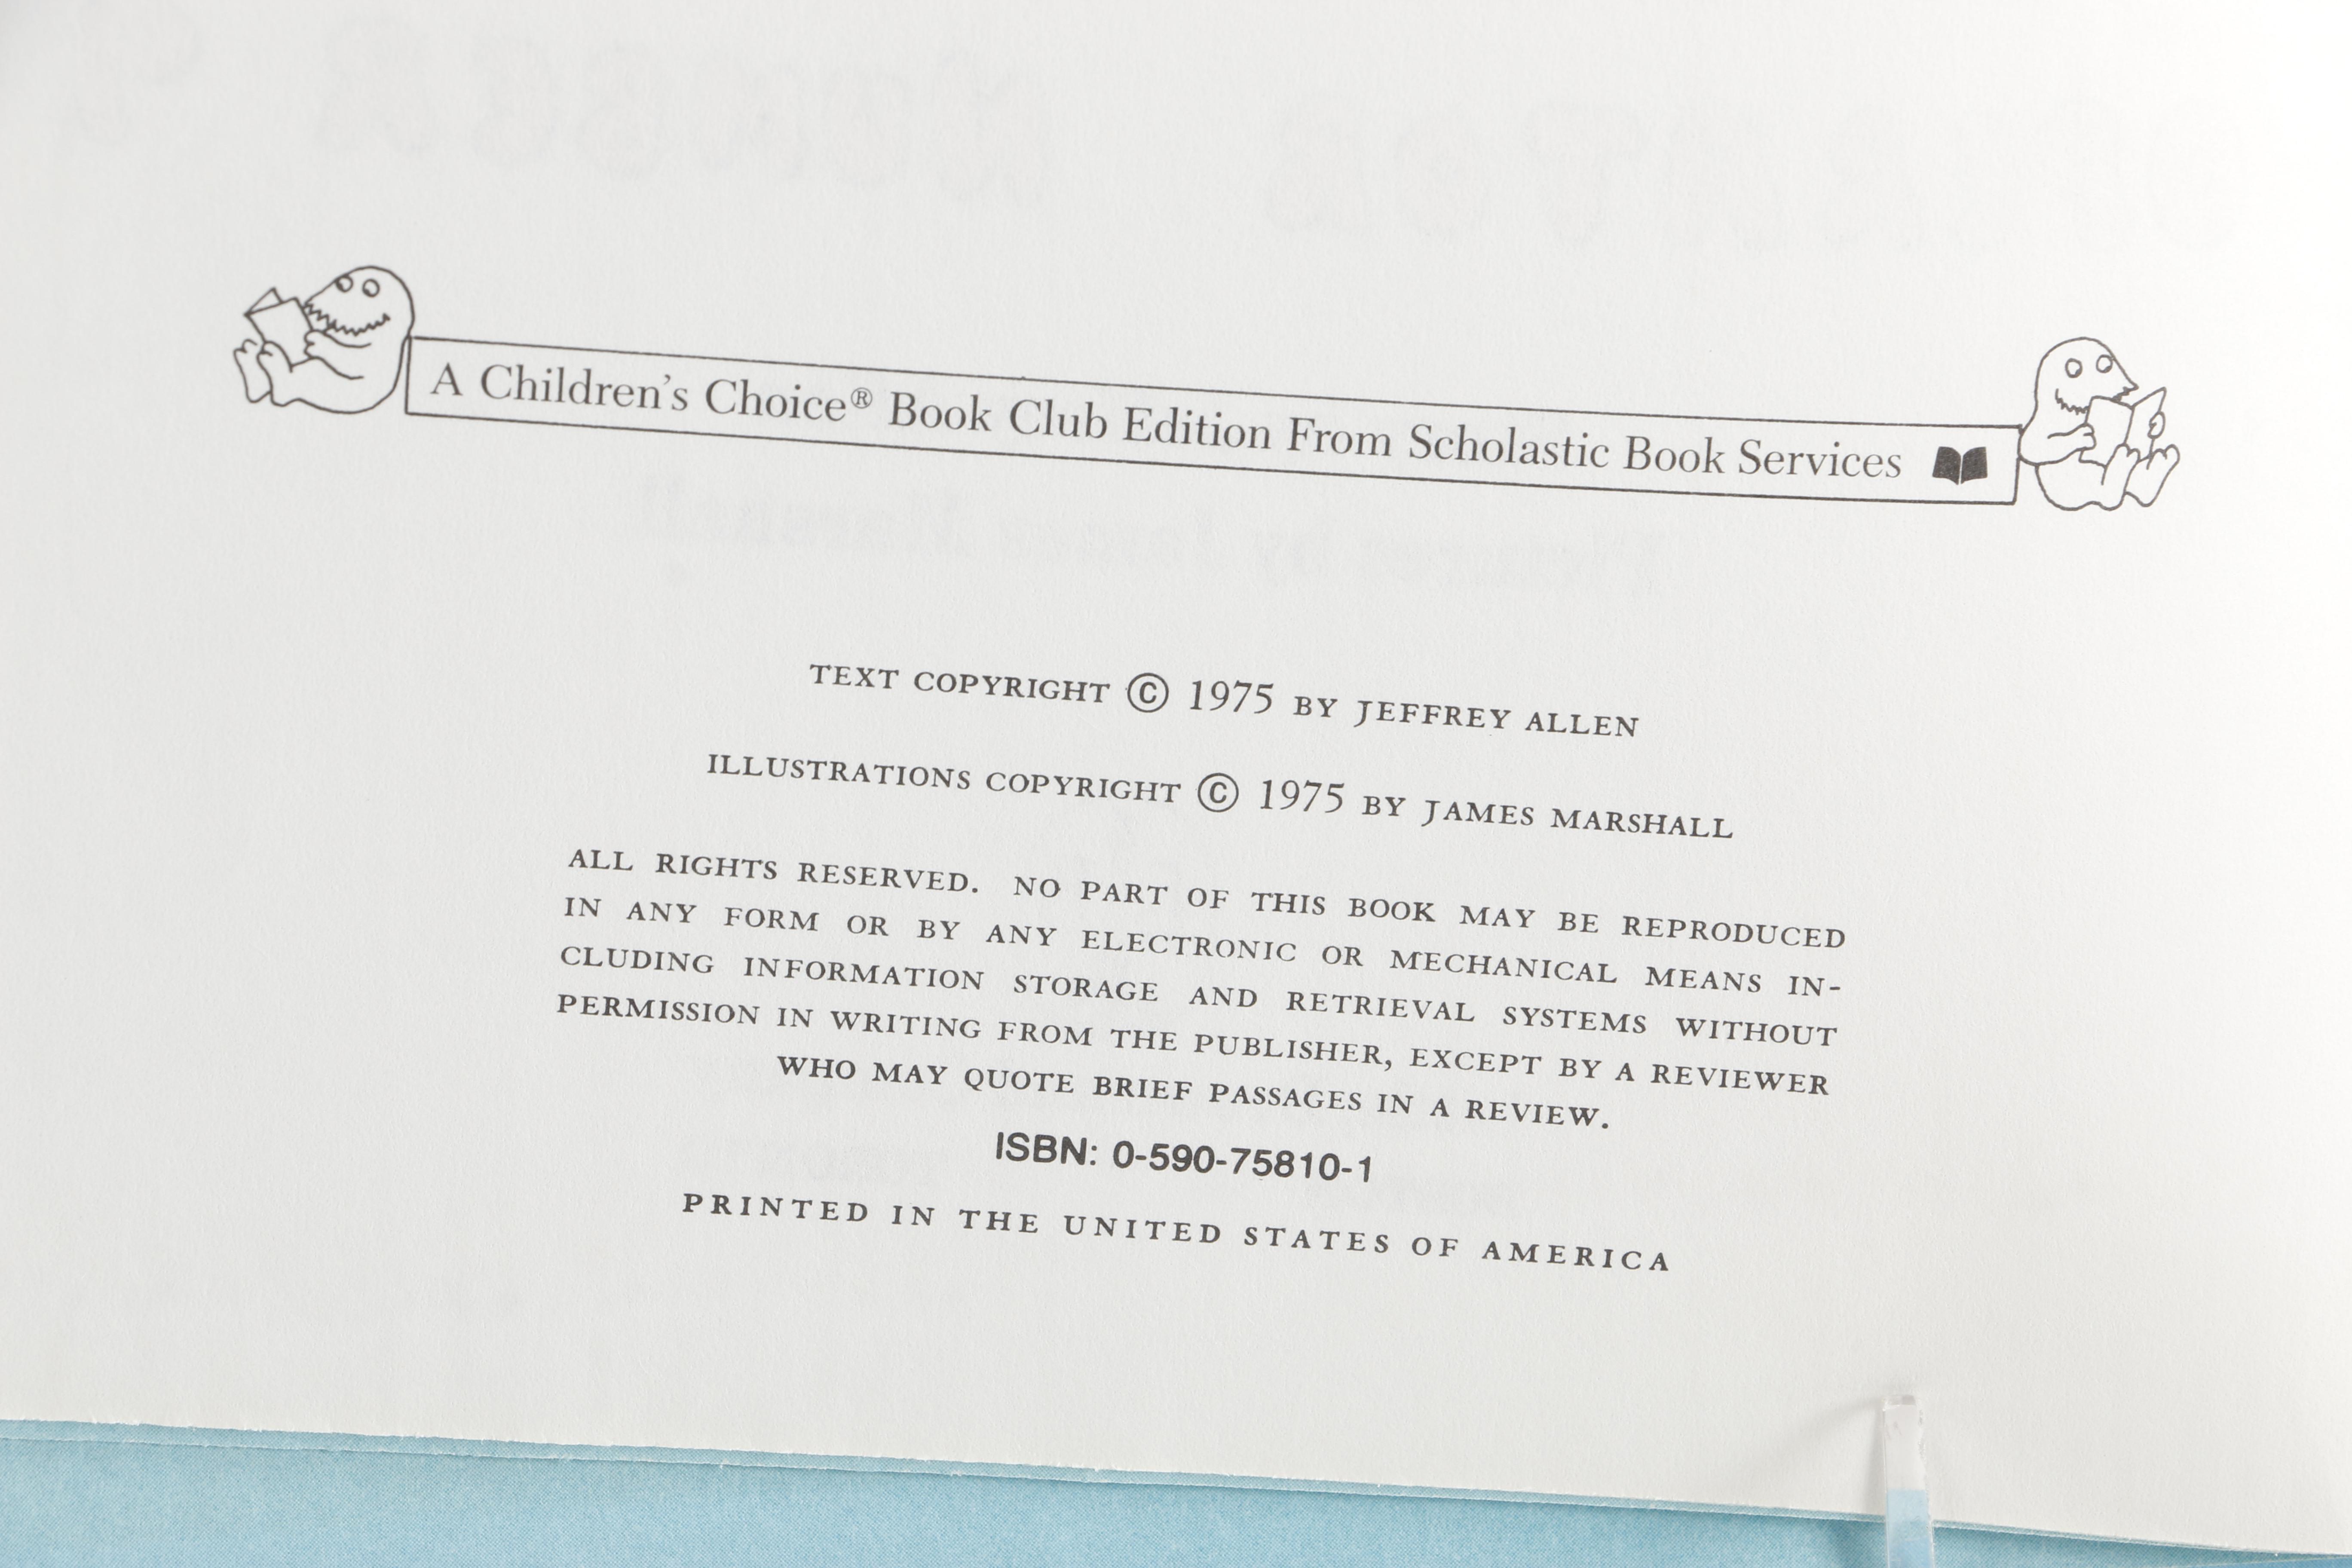 A Children's Choice® Book Club Edition From Scholastic Book Services
TEXT COPYRIGHT © 1975 BY JEFFREY ALLEN
ILLUSTRATIONS COPYRIGHT © 1975 BY JAMES MARSHALL
ALL RIGHTS RESERVED. NO PART OF THIS BOOK MAY BE REPRODUCED
IN ANY FORM OR BY ANY ELECTRONIC OR MECHANICAL MEANS IN-
CLUDING INFORMATION STORAGE AND RETRIEVAL SYSTEMS WITHOUT
PERMISSION IN WRITING FROM THE PUBLISHER, EXCEPT BY A REVIEWER
WHO MAY QUOTE BRIEF PASSAGES IN A REVIEW.
ISBN: 0-590-75810-1
PRINTED IN THE UNITED STATES OF AMERICA